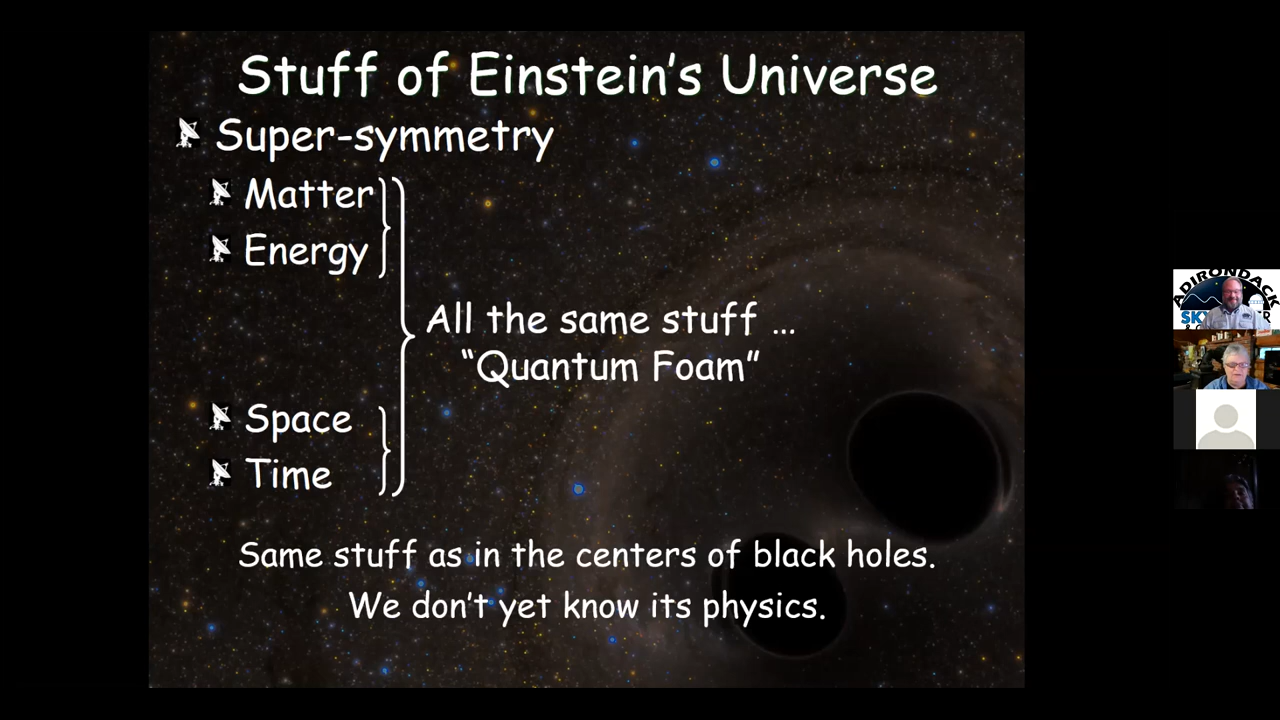 Stuff of Einstein's Universe
Super-symmetry
Matter
Energy
All the same stuff ...
"Quantum Foam"
Space
Time
Same stuff as in the centers of black holes.
We don't yet know its physics.
ADIRONDACK